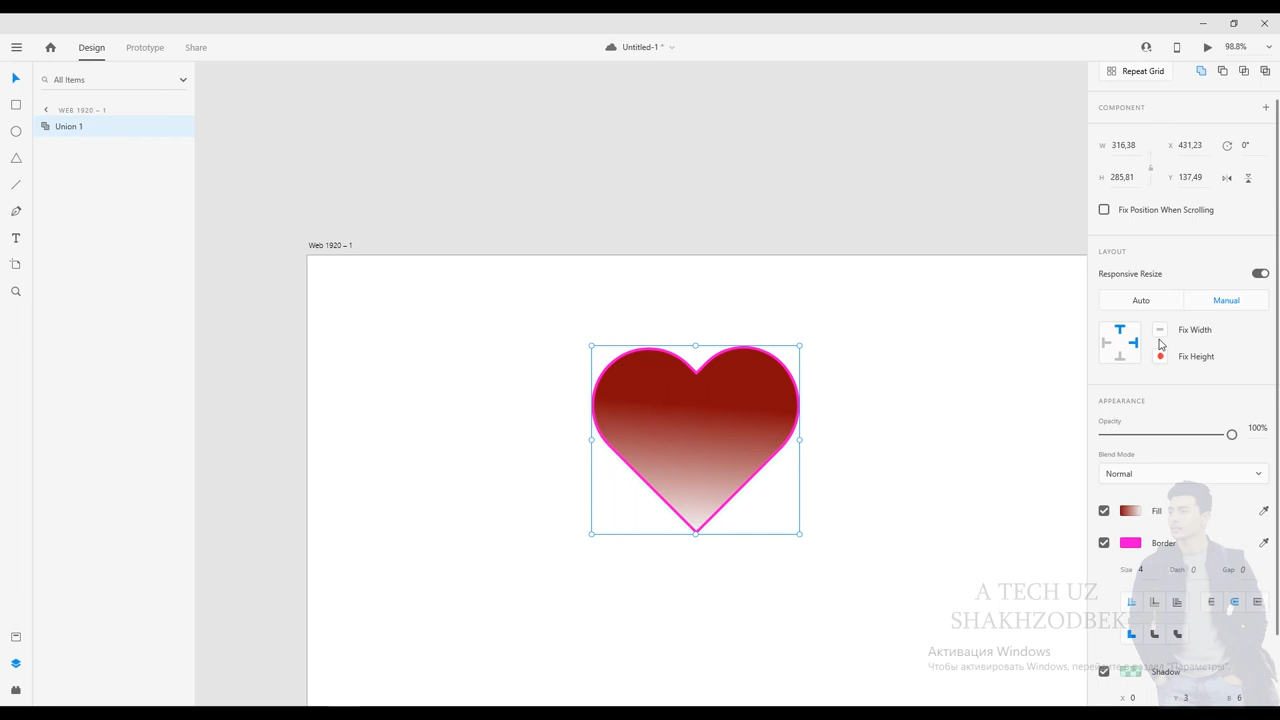 Design
Prototype
Share
Untitled-1 *
98.8%
All Items
WEB 1920 – 1
Union 1
Repeat Grid
COMPONENT
W 316,38 X 431,23 0°
H 285,81 Y 137,49
Fix Position When Scrolling
LAYOUT
Responsive Resize
Auto Manual
Fix Width
Fix Height
APPEARANCE
Opacity
100%
Blend Mode
Normal
Fill
Border
Size 4 Dash 0 Gap 0
Shadow
X 0 Y 3 B 6
Web 1920 – 1
A TECH UZ
SHAKHZODBEK
Активация Windows
Чтобы активировать Windows, перейдите в раздел "Параметры".